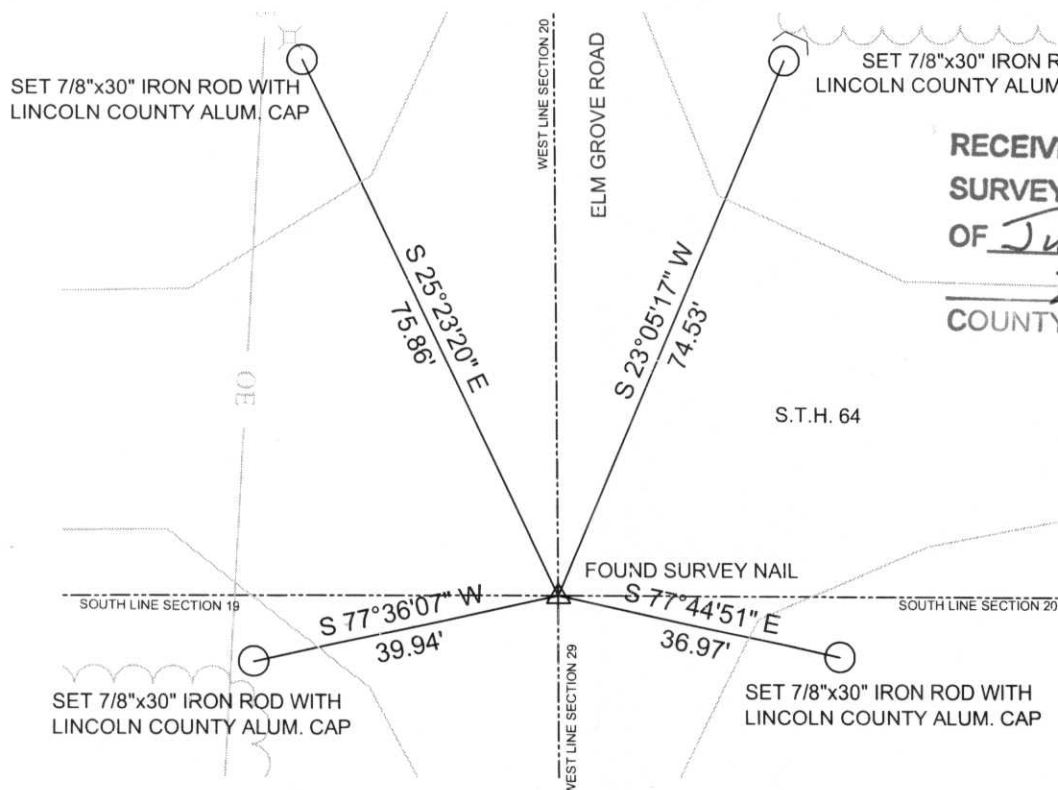 SET 7/8"x30" IRON ROD WITH
LINCOLN COUNTY ALUM. CAP
WEST LINE SECTION 20
ELM GROVE ROAD
SET 7/8"x30" IRON R
LINCOLN COUNTY ALUM
RECEIV
SURVEY
OF
COUNTY
S 25°23'20" E
75.86'
S 23°05'17" W
74.53'
OE
S.T.H. 64
FOUND SURVEY NAIL
SOUTH LINE SECTION 19
S 77°36'07" W
39.94'
S 77°44'51" E
36.97'
SOUTH LINE SECTION 20
WEST LINE SECTION 29
SET 7/8"x30" IRON ROD WITH
LINCOLN COUNTY ALUM. CAP
SET 7/8"x30" IRON ROD WITH
LINCOLN COUNTY ALUM. CAP